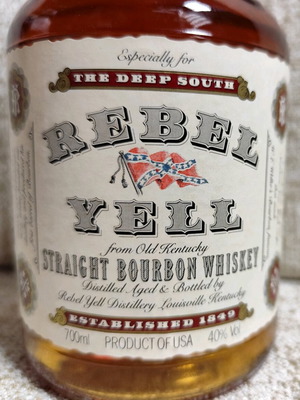 Especially for
THE DEEP SOUTH
REBEL
YELL
from Old Kentucky
STRAIGHT BOURBON WHISKEY
Distilled Aged & Bottled by
Rebel Yell Distillery Louisville Kentucky
ESTABLISHED 1849
700ml PRODUCT OF USA 40% Vol